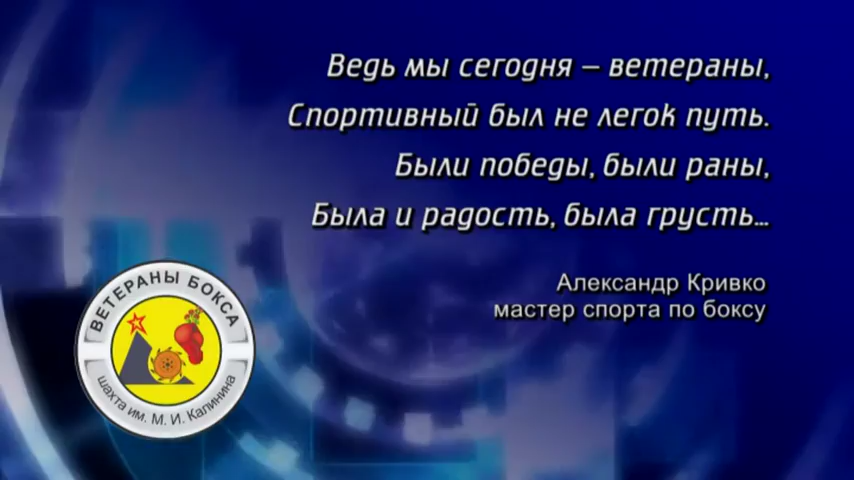 Ведь мы сегодня – ветераны,
Спортивный был не легок путь.
Были победы, были раны,
Была и радость, была грусть...
Александр Кривко
мастер спорта по боксу
ВЕТЕРАНЫ БОКСА
шахта им. М. И. Калинина